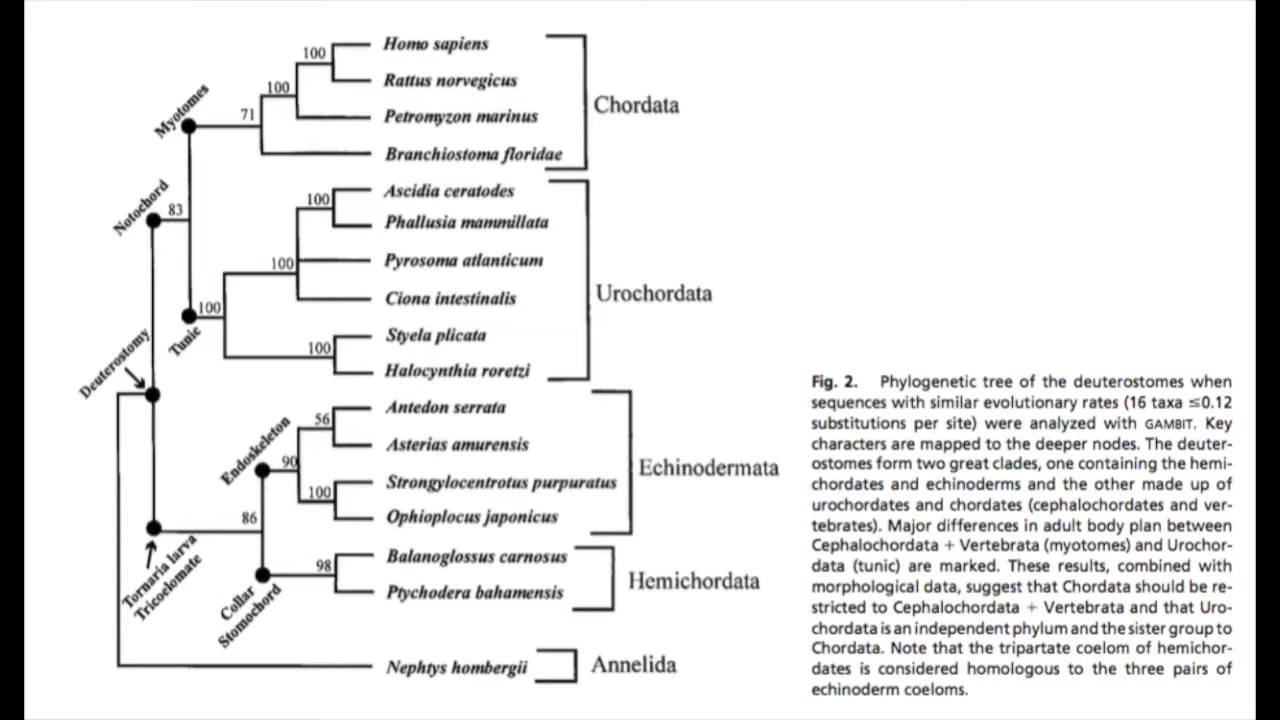 100
Homo sapiens
Rattus norvegicus
100
Petromyzon marinus
71
Branchiostoma floridae
Chordata
Myotomes
Notochord
83
Ascidia ceratodes
100
Phallusia mammillata
100
Pyrosoma atlanticum
Ciona intestinalis
Urochordata
100
Tunic
Styela plicata
100
Halocynthia roretzi
Deuterostomy
Antedon serrata
56
Asterias amurensis
Endoskeleton
90
Echinodermata
Strongylocentrotus purpuratus
100
Ophioplocus japonicus
86
Balanoglossus carnosus
98
Hemichordata
Ptychodera bahamensis
Tornaria larva
Tricoelomate
Collar
Stomochord
Nephtys hombergii
Annelida
Fig. 2. Phylogenetic tree of the deuterostomes when
sequences with similar evolutionary rates (16 taxa ≤0.12
substitutions per site) were analyzed with GAMBIT. Key
characters are mapped to the deeper nodes. The deuter-
ostomes form two great clades, one containing the hemi-
chordates and echinoderms and the other made up of
urochordates and chordates (cephalochordates and ver-
tebrates). Major differences in adult body plan between
Cephalochordata + Vertebrata (myotomes) and Urochor-
data (tunic) are marked. These results, combined with
morphological data, suggest that Chordata should be re-
stricted to Cephalochordata + Vertebrata and that Uro-
chordata is an independent phylum and the sister group to
Chordata. Note that the tripartate coelom of hemichor-
dates is considered homologous to the three pairs of
echinoderm coeloms.